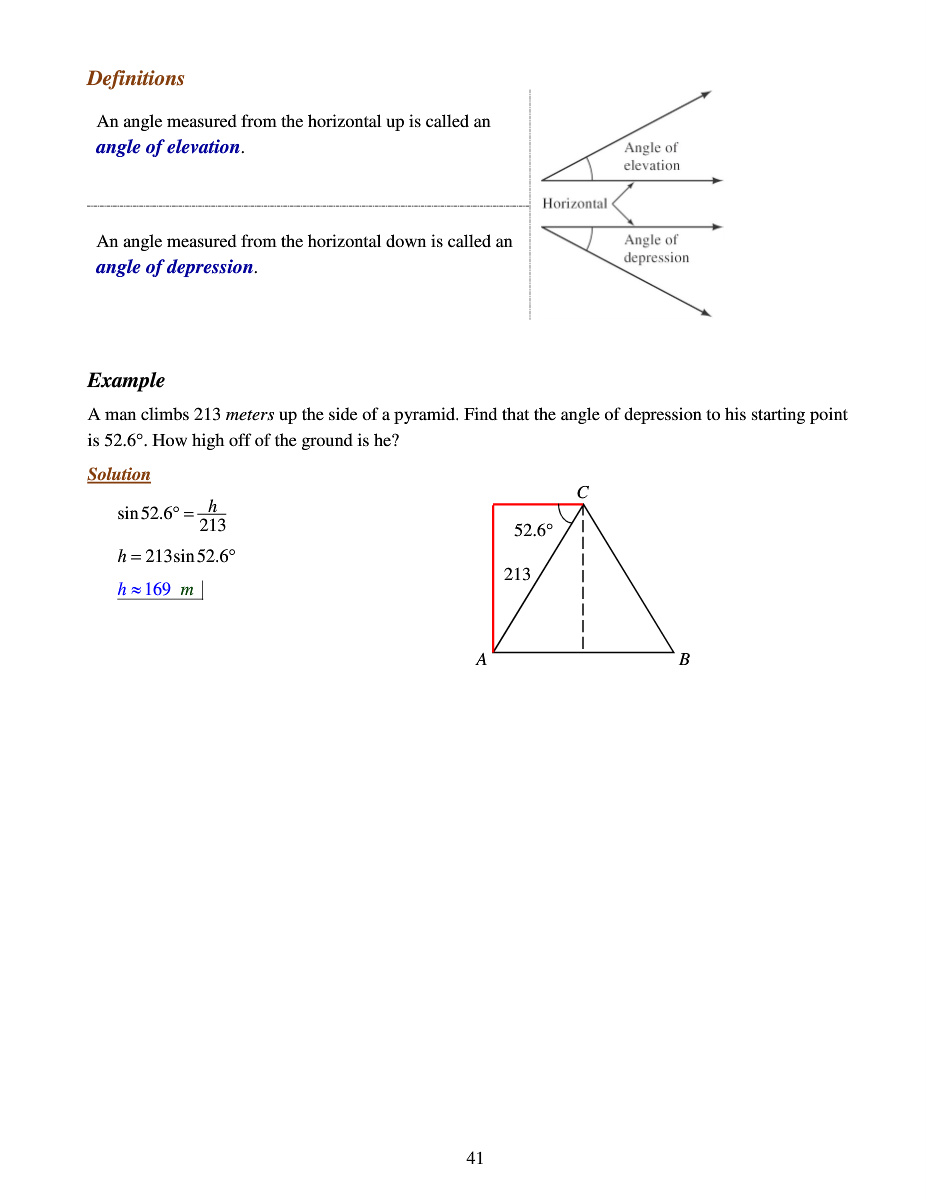 Definitions
An angle measured from the horizontal up is called an
angle of elevation.
Angle of
elevation
Horizontal
An angle measured from the horizontal down is called an
angle of depression.
Angle of
depression
Example
A man climbs 213 meters up the side of a pyramid. Find that the angle of depression to his starting point
is 52.6°. How high off of the ground is he?
Solution
sin 52.6° = h/213
h = 213 sin 52.6°
h ≈ 169 m
C
52.6°
213
A
B
41